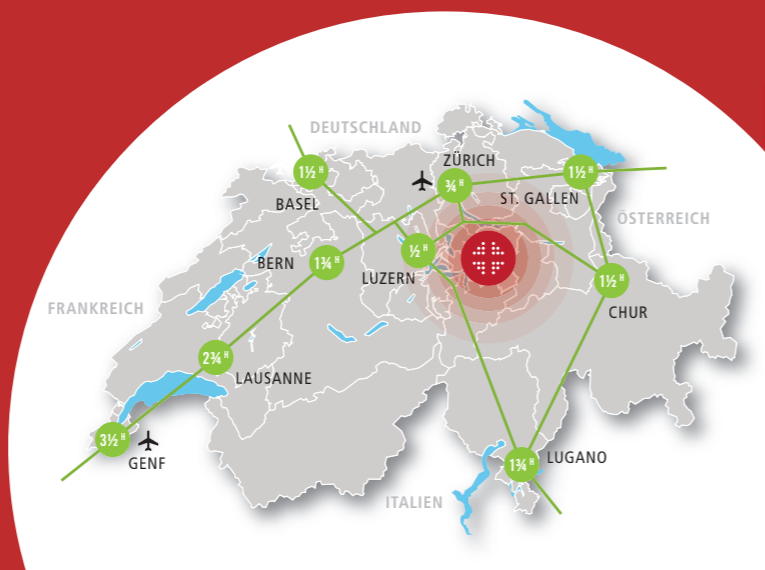 DEUTSCHLAND
ZÜRICH
1½ H
¾ H
1½ H
BASEL
ST. GALLEN
ÖSTERREICH
½ H
BERN
1¾ H
LUZERN
1½ H
CHUR
FRANKREICH
2¾ H
LAUSANNE
3½ H
GENF
1¾ H
LUGANO
ITALIEN